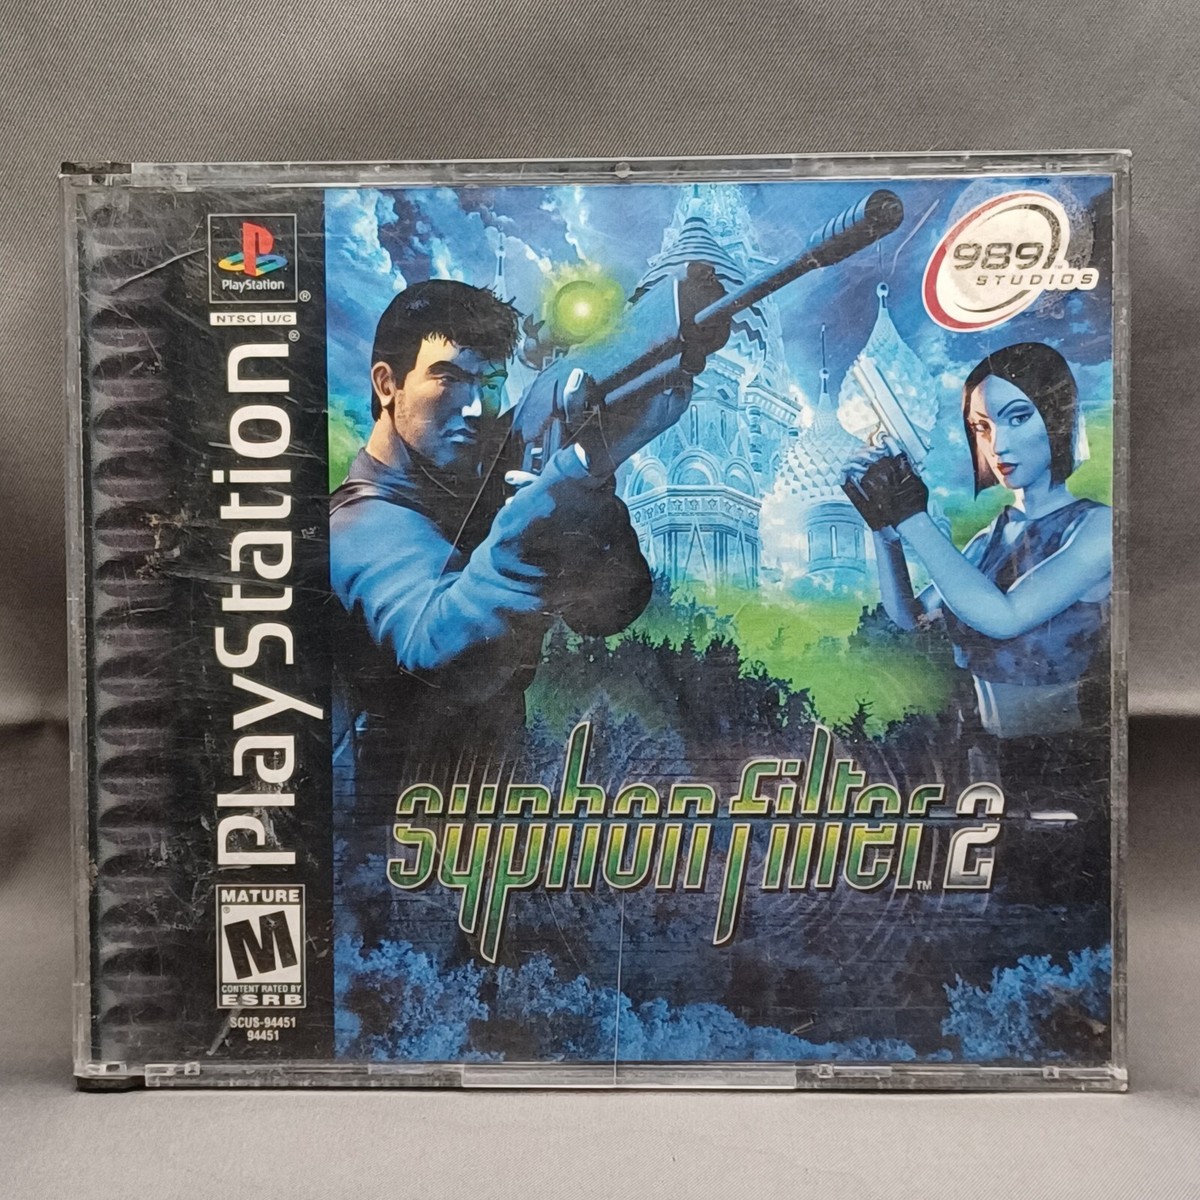 PlayStation
®
NTSC U/C
PlayStation®
MATURE
M
®
CONTENT RATED BY
ESRB
SCUS-94451
94451
989
STUDIOS
syphon filter 2
TM